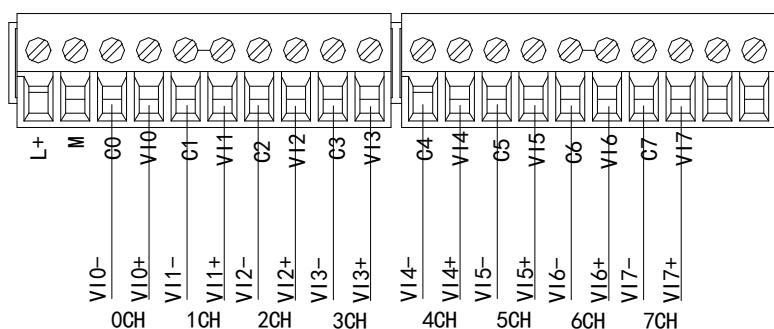 L+ M C0 VI0 C1 VI1 C2 VI2 C3 VI3 C4 VI4 C5 VI5 C6 VI6 C7 VI7
VI0- VI0+ VI1- VI1+ VI2- VI2+ VI3- VI3+ VI4- VI4+ VI5- VI5+ VI6- VI6+ VI7- VI7+
0CH 1CH 2CH 3CH 4CH 5CH 6CH 7CH